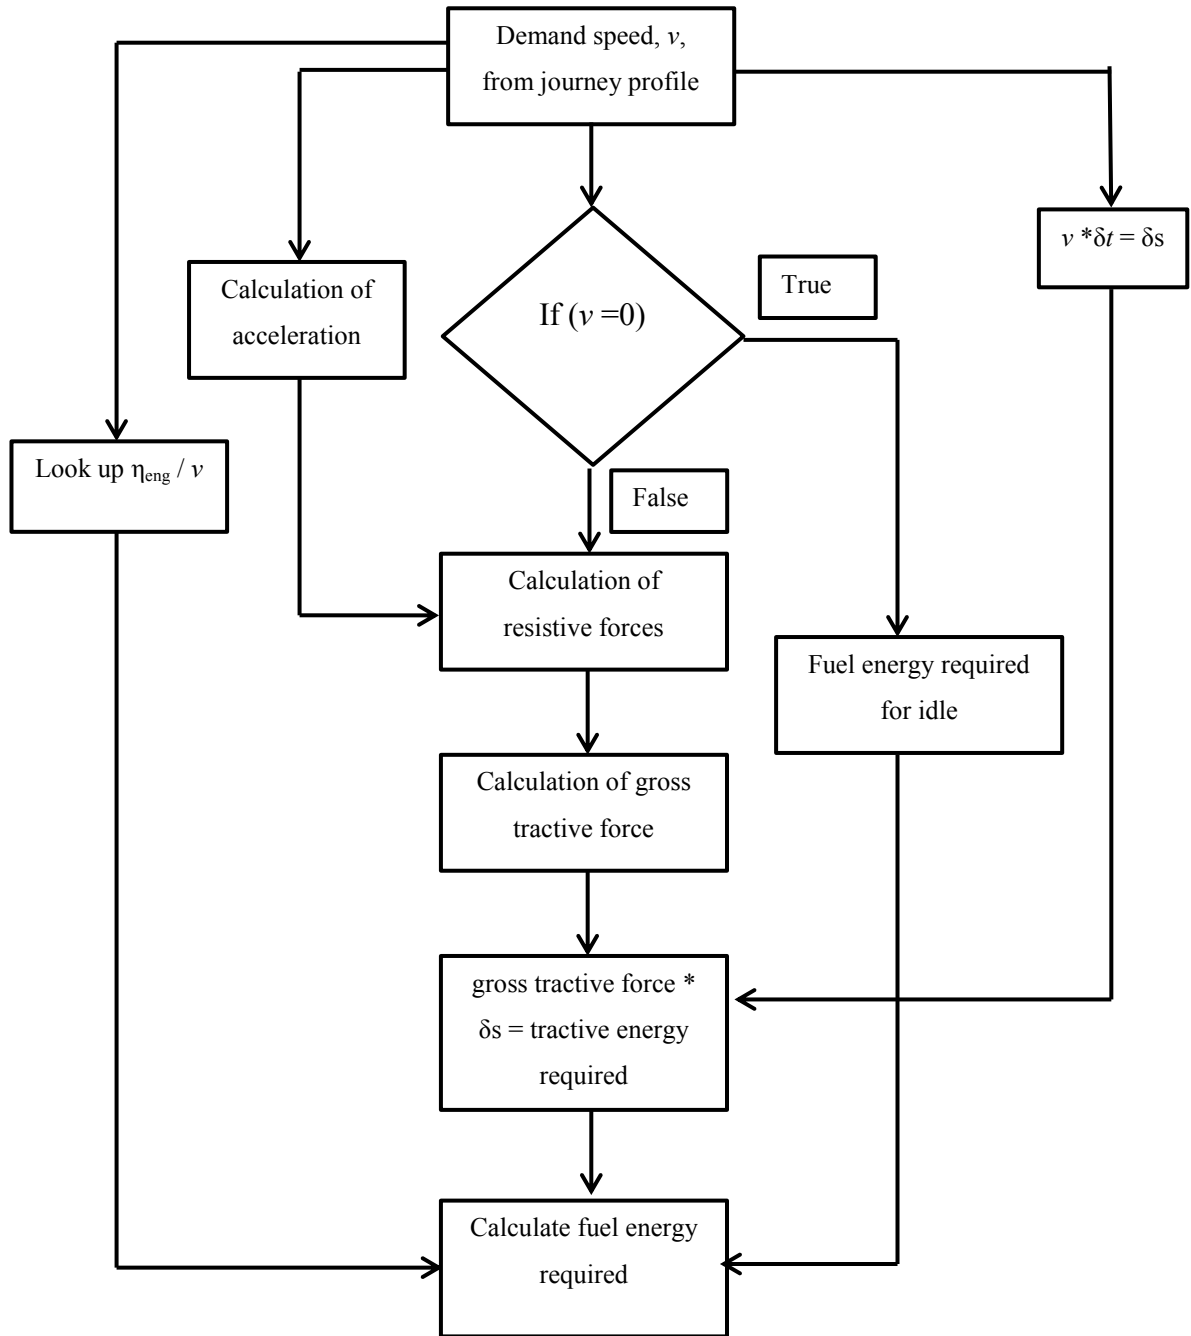 Demand speed, v,
from journey profile
v *δt = δs
True
Calculation of
acceleration
If (v =0)
Look up ηeng / v
False
Calculation of
resistive forces
Fuel energy required
for idle
Calculation of gross
tractive force
gross tractive force *
δs = tractive energy
required
Calculate fuel energy
required